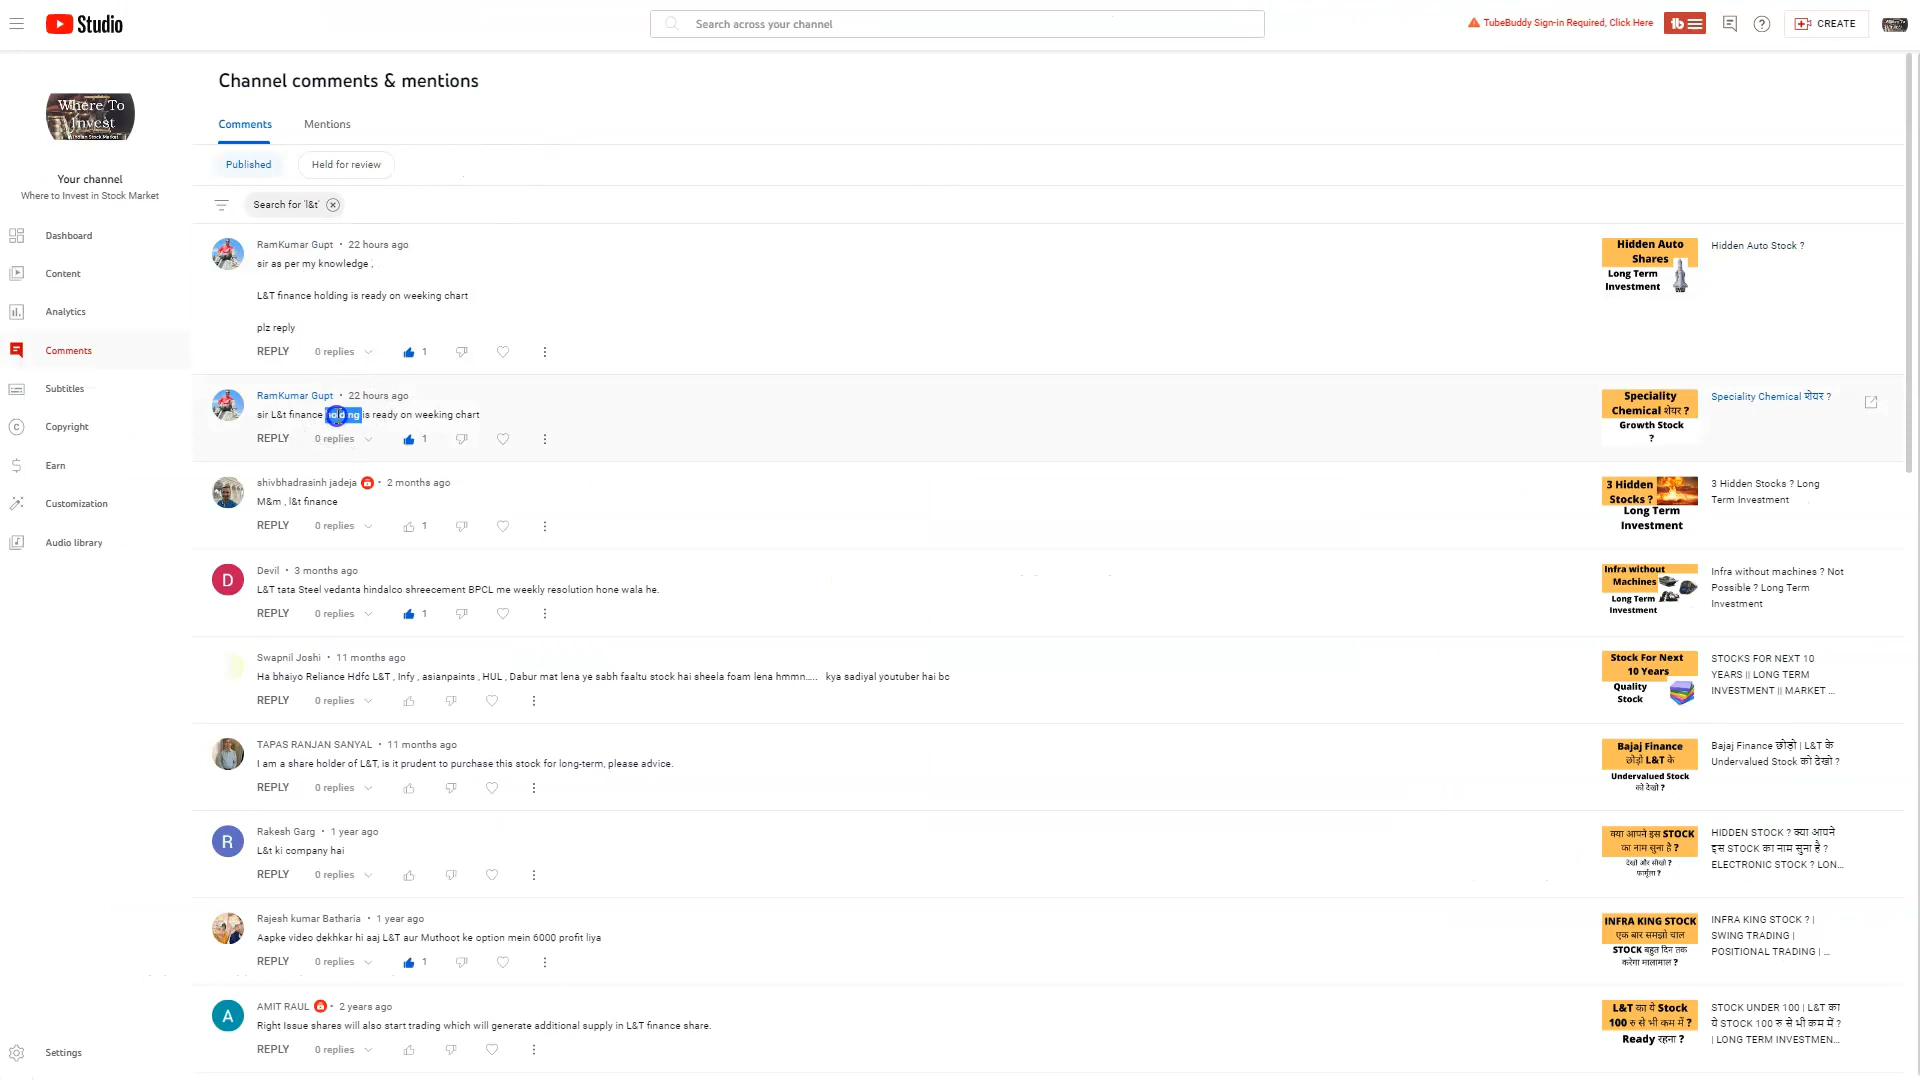 Studio
Search across your channel
TubeBuddy Sign-in Required, Click Here
tb
CREATE
Where To
Invest
Indian Stock Market
Your channel
Where to Invest in Stock Market
Dashboard
Content
Analytics
Comments
Subtitles
Copyright
Earn
Customization
Audio library
Settings
Channel comments & mentions
Comments
Mentions
Published
Held for review
Search for 'l&t'
RamKumar Gupt • 22 hours ago
sir as per my knowledge ,
L&T finance holding is ready on weeking chart
plz reply
REPLY 0 replies 1
Hidden Auto
Shares
Long Term
Investment
Hidden Auto Stock ?
RamKumar Gupt • 22 hours ago
sir L&t finance holding is ready on weeking chart
REPLY 0 replies 1
Speciality
Chemical शेयर ?
Growth Stock
?
Speciality Chemical शेयर ?
shivbhadrasinh jadeja • 2 months ago
M&m , l&t finance
REPLY 0 replies 1
3 Hidden
Stocks ?
Long Term
Investment
3 Hidden Stocks ? Long
Term Investment
D
Devil • 3 months ago
L&T tata Steel vedanta hindalco shreecement BPCL me weekly resolution hone wala he.
REPLY 0 replies 1
Infra without
Machines
Long Term
Investment
Infra without machines ? Not
Possible ? Long Term
Investment
Swapnil Joshi • 11 months ago
Ha bhaiyo Reliance Hdfc L&T , Infy , asianpaints , HUL , Dabur mat lena ye sabh faaltu stock hai sheela foam lena hmmn..... kya sadiyal youtuber hai bc
REPLY 0 replies
Stock For Next
10 Years
Quality
Stock
STOCKS FOR NEXT 10
YEARS || LONG TERM
INVESTMENT || MARKET ...
TAPAS RANJAN SANYAL • 11 months ago
I am a share holder of L&T, is it prudent to purchase this stock for long-term, please advice.
REPLY 0 replies
Bajaj Finance
छोड़ो L&T के
Undervalued Stock
को देखो ?
Bajaj Finance छोड़ो | L&T के
Undervalued Stock को देखो ?
R
Rakesh Garg • 1 year ago
L&t ki company hai
REPLY 0 replies
क्या आपने इस STOCK
का नाम सुना है ?
देखो और सीखो ?
फार्मूला ?
HIDDEN STOCK ? क्या आपने
इस STOCK का नाम सुना है ?
ELECTRONIC STOCK ? LON...
Rajesh kumar Batharia • 1 year ago
Aapke video dekhkar hi aaj L&T aur Muthoot ke option mein 6000 profit liya
REPLY 0 replies 1
INFRA KING STOCK
एक बार समझो चाल
STOCK बहुत दिन तक
करेगा मालामाल ?
INFRA KING STOCK ? |
SWING TRADING |
POSITIONAL TRADING | ...
A
AMIT RAUL • 2 years ago
Right Issue shares will also start trading which will generate additional supply in L&T finance share.
REPLY 0 replies
L&T का ये Stock
100 रु से भी कम में ?
Ready रहना ?
STOCK UNDER 100 | L&T का
ये STOCK 100 रु से भी कम में ?
| LONG TERM INVESTMEN...